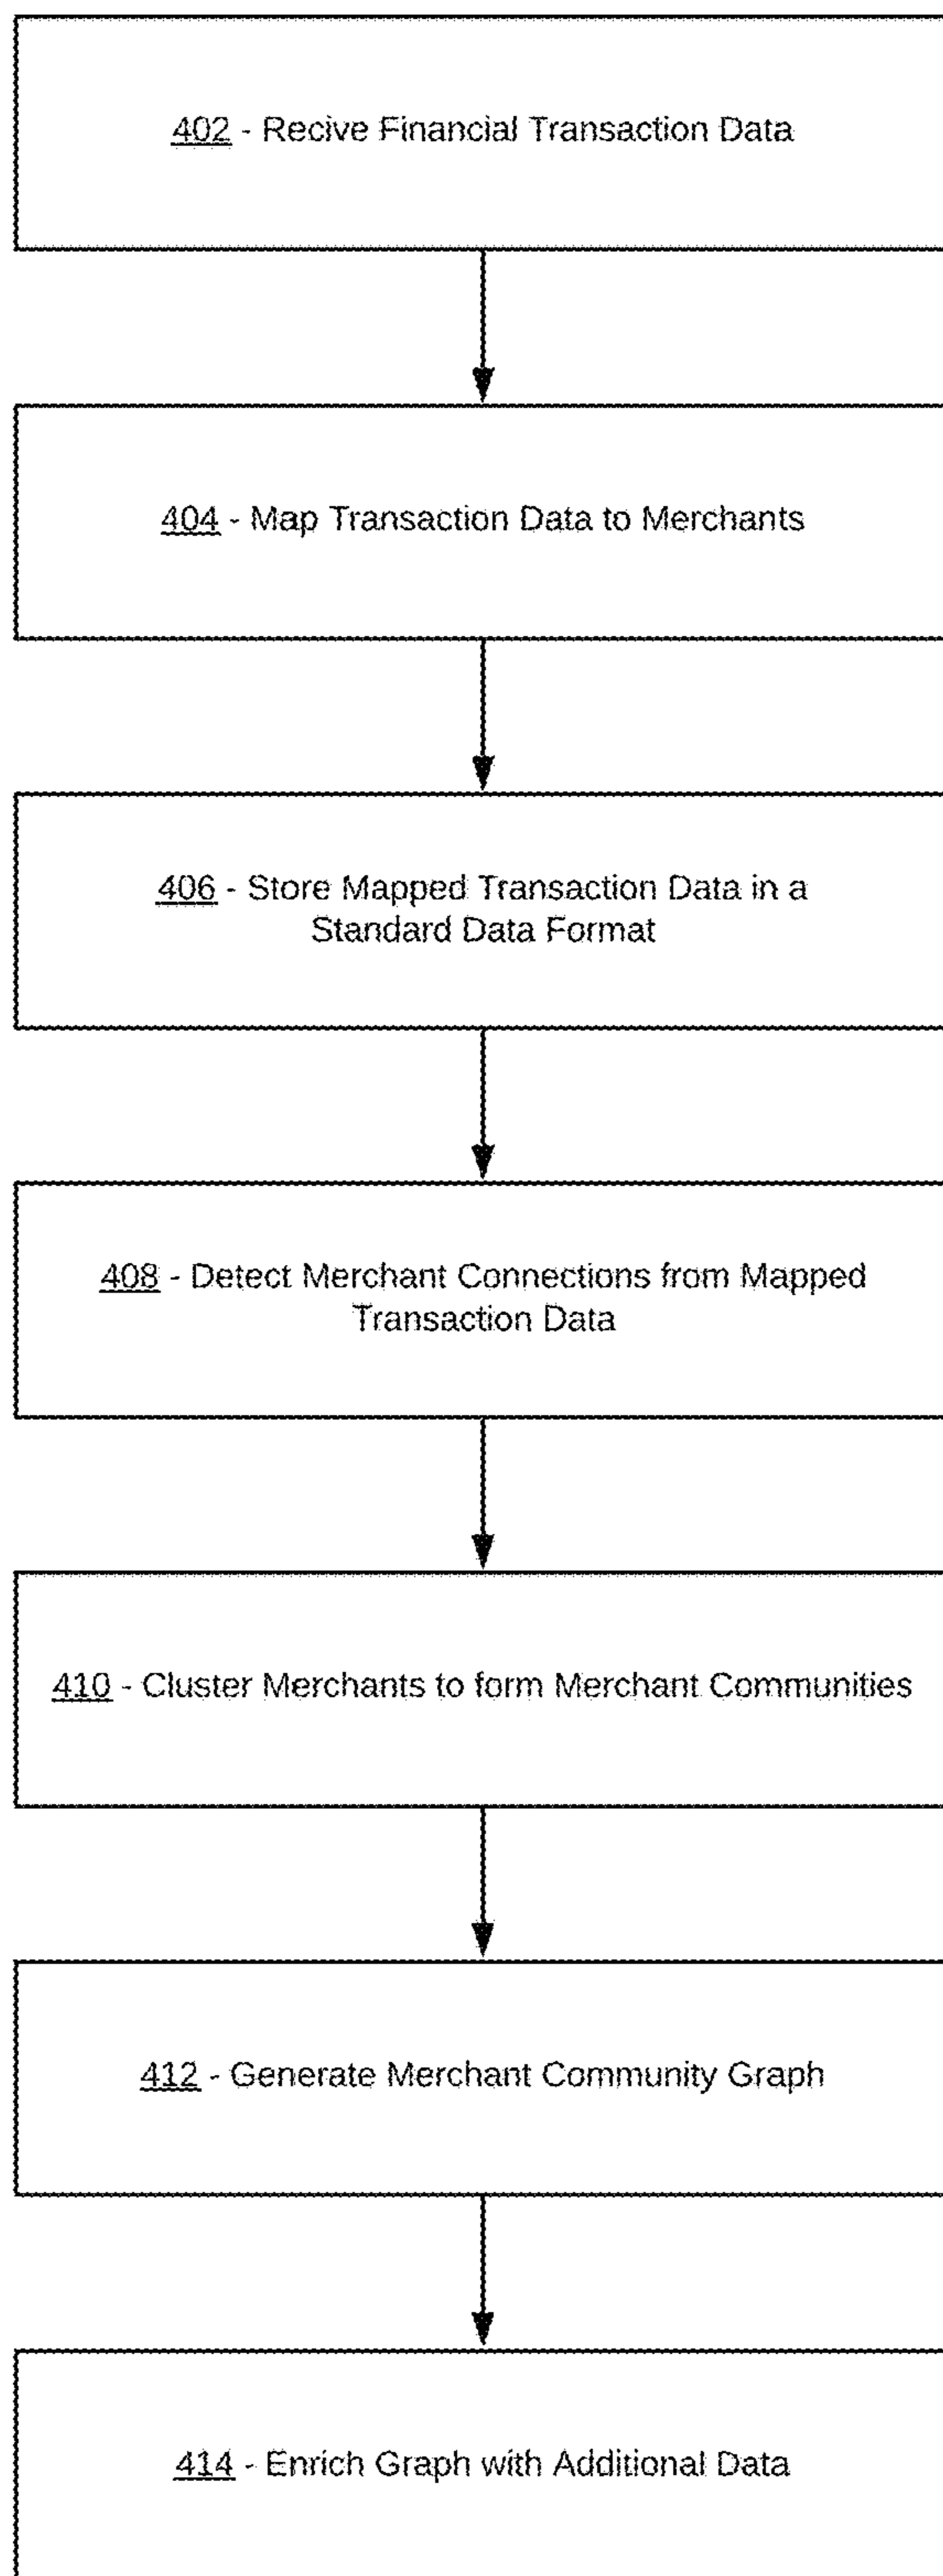 402 - Recive Financial Transaction Data
404 - Map Transaction Data to Merchants
406 - Store Mapped Transaction Data in a
Standard Data Format
408 - Detect Merchant Connections from Mapped
Transaction Data
410 - Cluster Merchants to form Merchant Communities
412 - Generate Merchant Community Graph
414 - Enrich Graph with Additional Data